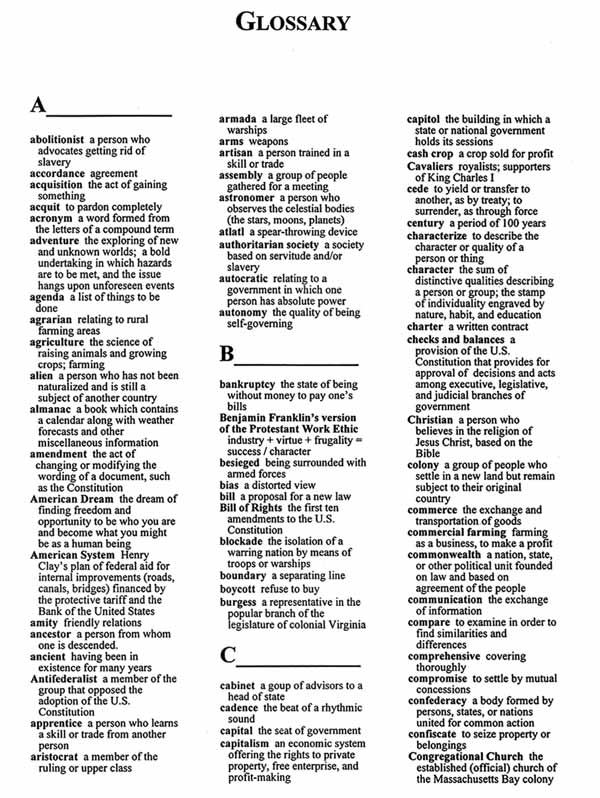 GLOSSARY
A
abolitionist a person who
advocates getting rid of
slavery
accordance agreement
acquisition the act of gaining
something
acquit to pardon completely
acronym a word formed from
the letters of a compound term
adventure the exploring of new
and unknown worlds; a bold
undertaking in which hazards
are to be met, and the issue
hangs upon unforeseen events
agenda a list of things to be
done
agrarian relating to rural
farming areas
agriculture the science of
raising animals and growing
crops; farming
alien a person who has not been
naturalized and is still a
subject of another country
almanac a book which contains
a calendar along with weather
forecasts and other
miscellaneous information
amendment the act of
changing or modifying the
wording of a document, such
as the Constitution
American Dream the dream of
finding freedom and
opportunity to be who you are
and become what you might
be as a human being
American System Henry
Clay's plan of federal aid for
internal improvements (roads,
canals, bridges) financed by
the protective tariff and the
Bank of the United States
amity friendly relations
ancestor a person from whom
one is descended.
ancient having been in
existence for many years
Antifederalist a member of the
group that opposed the
adoption of the U.S.
Constitution
apprentice a person who learns
a skill or trade from another
person
aristocrat a member of the
ruling or upper class
armada a large fleet of
warships
arms weapons
artisan a person trained in a
skill or trade
assembly a group of people
gathered for a meeting
astronomer a person who
observes the celestial bodies
(the stars, moons, planets)
atlatl a spear-throwing device
authoritarian society a society
based on servitude and/or
slavery
autocratic relating to a
government in which one
person has absolute power
autonomy the quality of being
self-governing
B
bankruptcy the state of being
without money to pay one's
bills
Benjamin Franklin's version
of the Protestant Work Ethic
industry + virtue + frugality =
success / character
besieged being surrounded with
armed forces
bias a distorted view
bill a proposal for a new law
Bill of Rights the first ten
amendments to the U.S.
Constitution
blockade the isolation of a
warring nation by means of
troops or warships
boundary a separating line
boycott refuse to buy
burgess a representative in the
popular branch of the
legislature of colonial Virginia
C
cabinet a goup of advisors to a
head of state
cadence the beat of a rhythmic
sound
capital the seat of government
capitalism an economic system
offering the rights to private
property, free enterprise, and
profit-making
capitol the building in which a
state or national government
holds its sessions
cash crop a crop sold for profit
Cavaliers royalists; supporters
of King Charles I
cede to yield or transfer to
another, as by treaty; to
surrender, as through force
century a period of 100 years
characterize to describe the
character or quality of a
person or thing
character the sum of
distinctive qualities describing
a person or group; the stamp
of individuality engraved by
nature, habit, and education
charter a written contract
checks and balances a
provision of the U.S.
Constitution that provides for
approval of decisions and acts
among executive, legislative,
and judicial branches of
government
Christian a person who
believes in the religion of
Jesus Christ, based on the
Bible
colony a group of people who
settle in a new land but remain
subject to their original
country
commerce the exchange and
transportation of goods
commercial farming farming
as a business, to make a profit
commonwealth a nation, state,
or other political unit founded
on law and based on
agreement of the people
communication the exchange
of information
compare to examine in order to
find similarities and
differences
comprehensive covering
thoroughly
compromise to settle by mutual
concessions
confederacy a body formed by
persons, states, or nations
united for common action
confiscate to seize property or
belongings
Congregational Church the
established (official) church of
the Massachusetts Bay colony